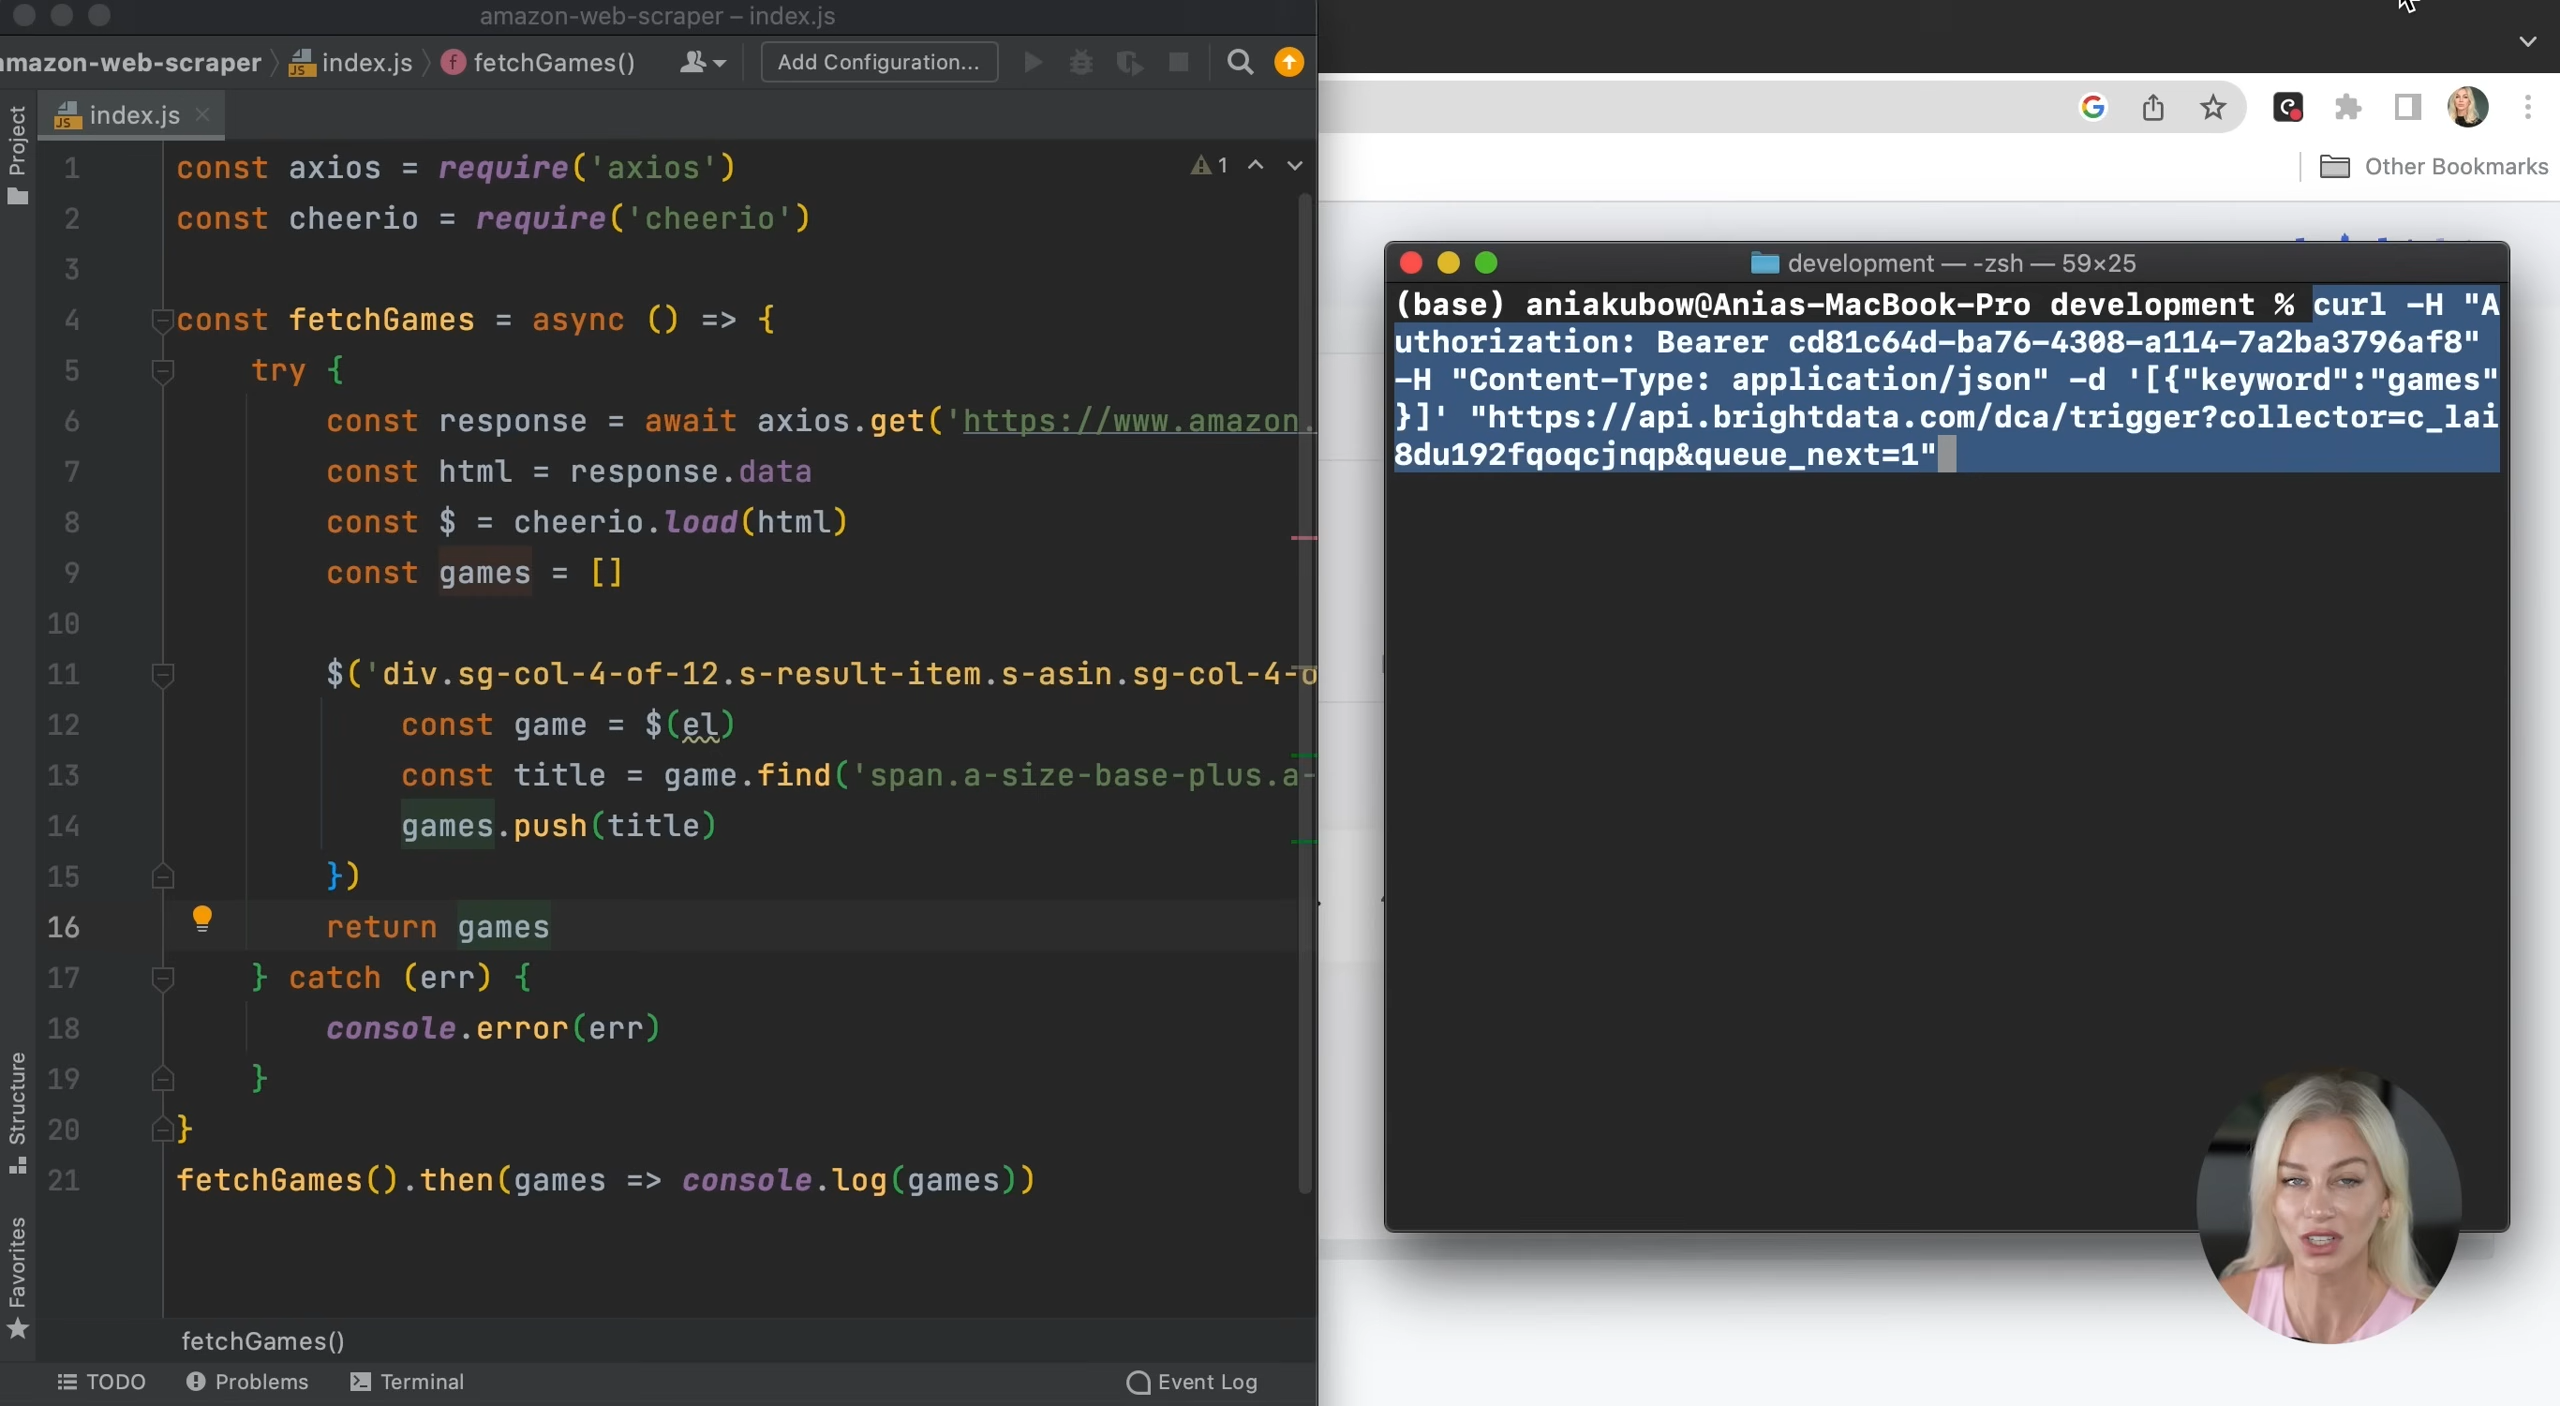 amazon-web-scraper – index.js
amazon-web-scraper
index.js
fetchGames()
Add Configuration...
Project
index.js
1
1 const axios = require('axios')
2 const cheerio = require('cheerio')
3
4 const fetchGames = async () => {
5 try {
6 const response = await axios.get('https://www.amazon.
7 const html = response.data
8 const $ = cheerio.load(html)
9 const games = []
10
11 $('div.sg-col-4-of-12.s-result-item.s-asin.sg-col-4-o
12 const game = $(el)
13 const title = game.find('span.a-size-base-plus.a-
14 games.push(title)
15 })
16 return games
17 } catch (err) {
18 console.error(err)
19 }
20 }
21 fetchGames().then(games => console.log(games))
Structure
Favorites
fetchGames()
TODO
Problems
Terminal
Event Log
Other Bookmarks
development — -zsh — 59×25
(base) aniakubow@Anias-MacBook-Pro development % curl -H "A
uthorization: Bearer cd81c64d-ba76-4308-a114-7a2ba3796af8"
-H "Content-Type: application/json" -d '[{"keyword":"games"
}]' "https://api.brightdata.com/dca/trigger?collector=c_lai
8du192fqoqcjnqp&queue_next=1"